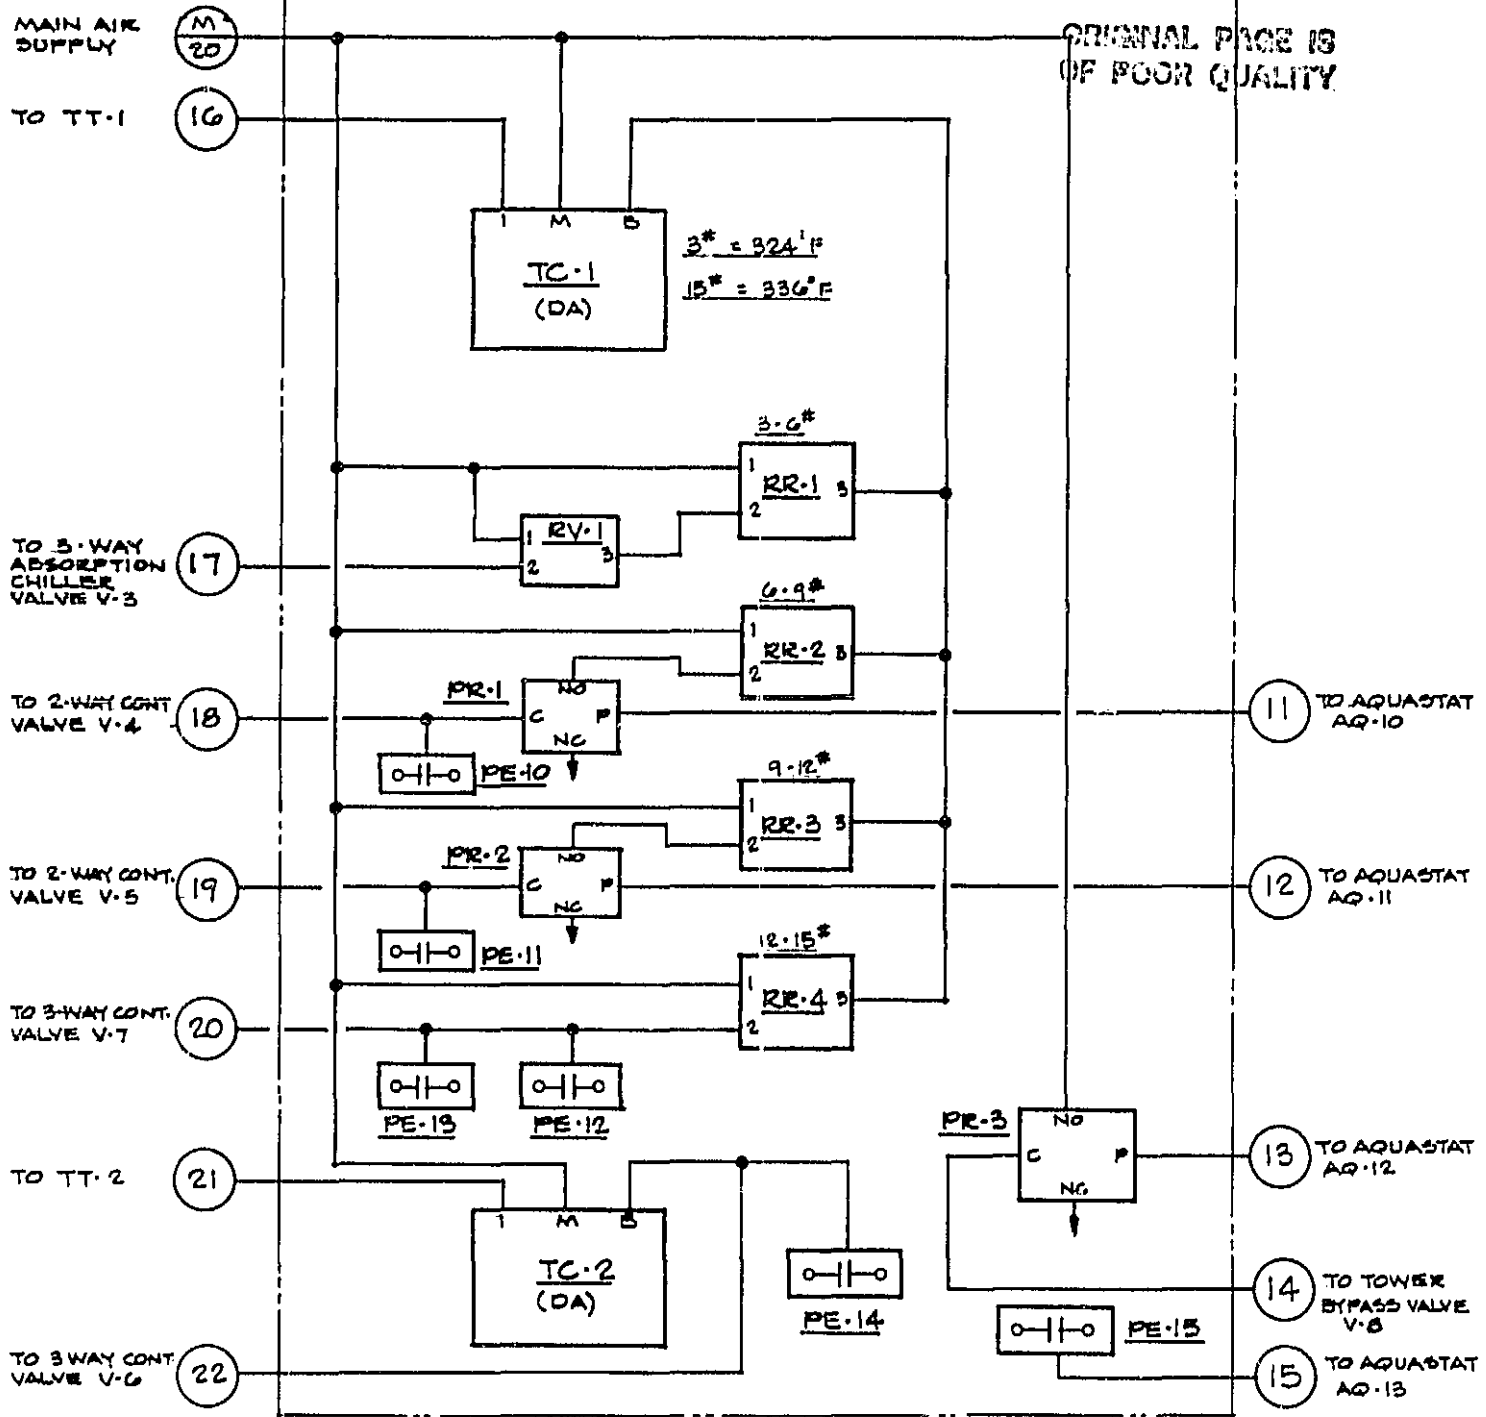 MAIN AIR
SUPPLY
M
20
ORIGINAL PAGE IS
OF POOR QUALITY
TO TT-1
16
1 M B
TC-1
(DA)
3# = 324°F
15# = 336°F
3-6#
1
RR-1 3
2
RV-1
1
3
2
TO 3-WAY
ABSORPTION
CHILLER
VALVE V-3
17
6-9#
1
RR-2 3
2
TO 2-WAY CONT
VALVE V-4
18
PR-1
NO
C P
NC
PE-10
11
TO AQUASTAT
AQ-10
9-12#
1
RR-3 3
2
TO 2-WAY CONT.
VALVE V-5
19
PR-2
NO
C P
NC
PE-11
12
TO AQUASTAT
AQ-11
12-15#
1
RR-4 3
2
TO 3-WAY CONT.
VALVE V-7
20
PE-13
PE-12
PR-3
NO
C P
NC
13
TO AQUASTAT
AQ-12
TO TT-2
21
1 M B
TC-2
(DA)
PE-14
14
TO TOWER
BYPASS VALVE
V-8
PE-15
TO 3WAY CONT
VALVE V-6
22
15
TO AQUASTAT
AQ-13